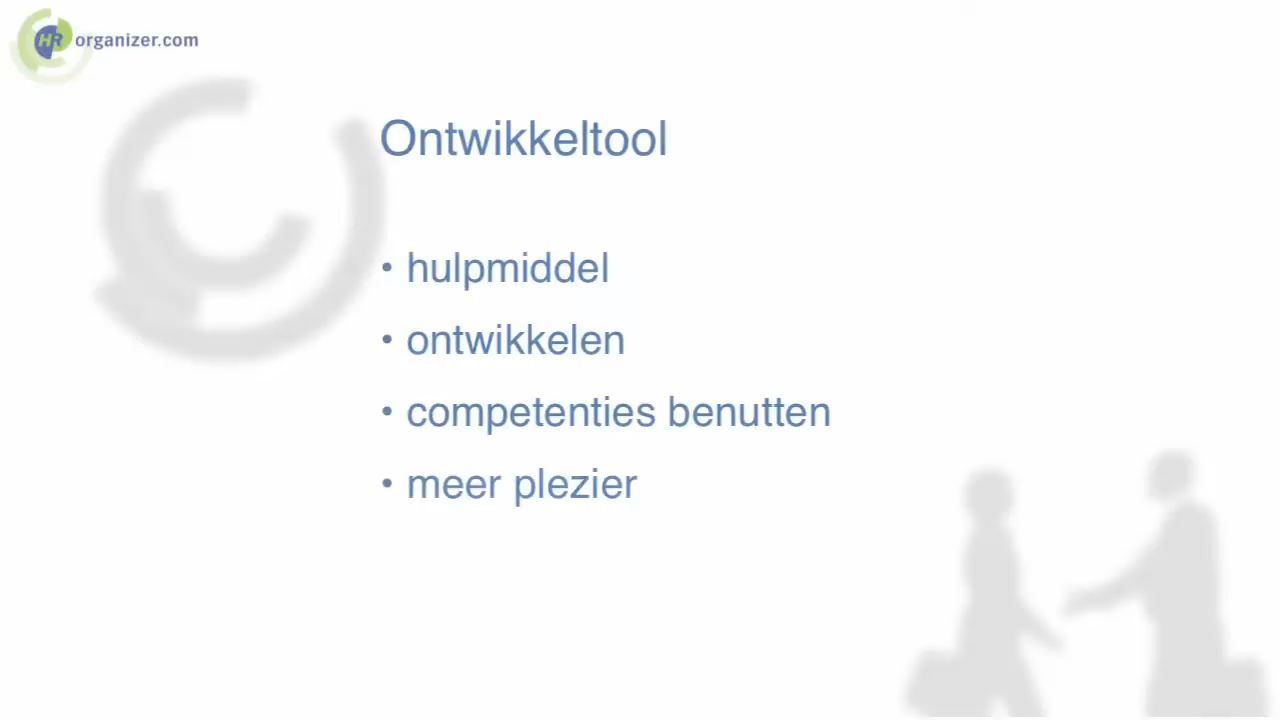 HR organizer.com
Ontwikkeltool
• hulpmiddel
• ontwikkelen
• competenties benutten
• meer plezier